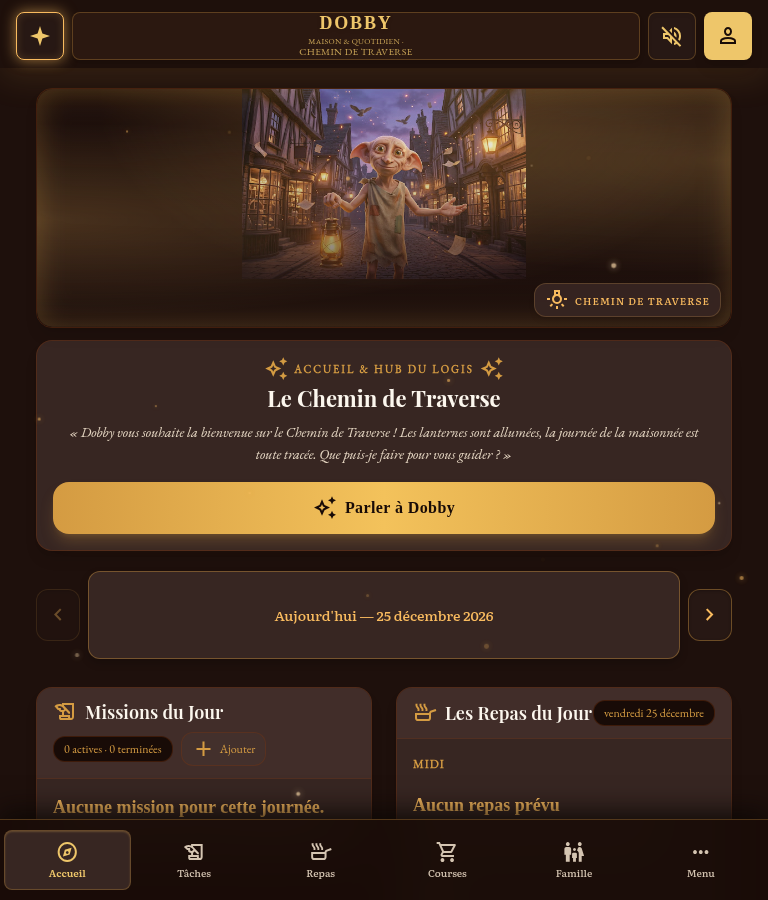 DOBBY
MAISON & QUOTIDIEN ·
CHEMIN DE TRAVERSE
CHEMIN DE TRAVERSE
ACCUEIL & HUB DU LOGIS
Le Chemin de Traverse
« Dobby vous souhaite la bienvenue sur le Chemin de Traverse ! Les lanternes sont allumées, la journée de la maisonnée est
toute tracée. Que puis-je faire pour vous guider ? »
Parler à Dobby
Aujourd'hui — 25 décembre 2026
Missions du Jour
0 actives · 0 terminées
Ajouter
Aucune mission pour cette journée.
Les Repas du Jour
vendredi 25 décembre
MIDI
Aucun repas prévu
Accueil
Tâches
Repas
Courses
Famille
Menu